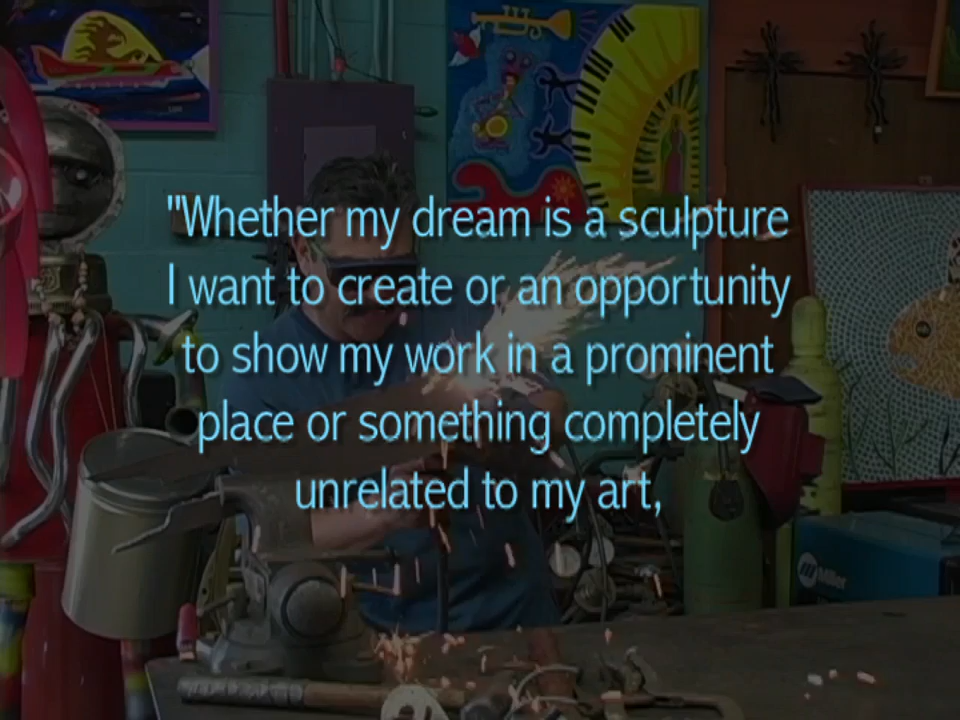 "Whether my dream is a sculpture
I want to create or an opportunity
to show my work in a prominent
place or something completely
unrelated to my art,
Miller